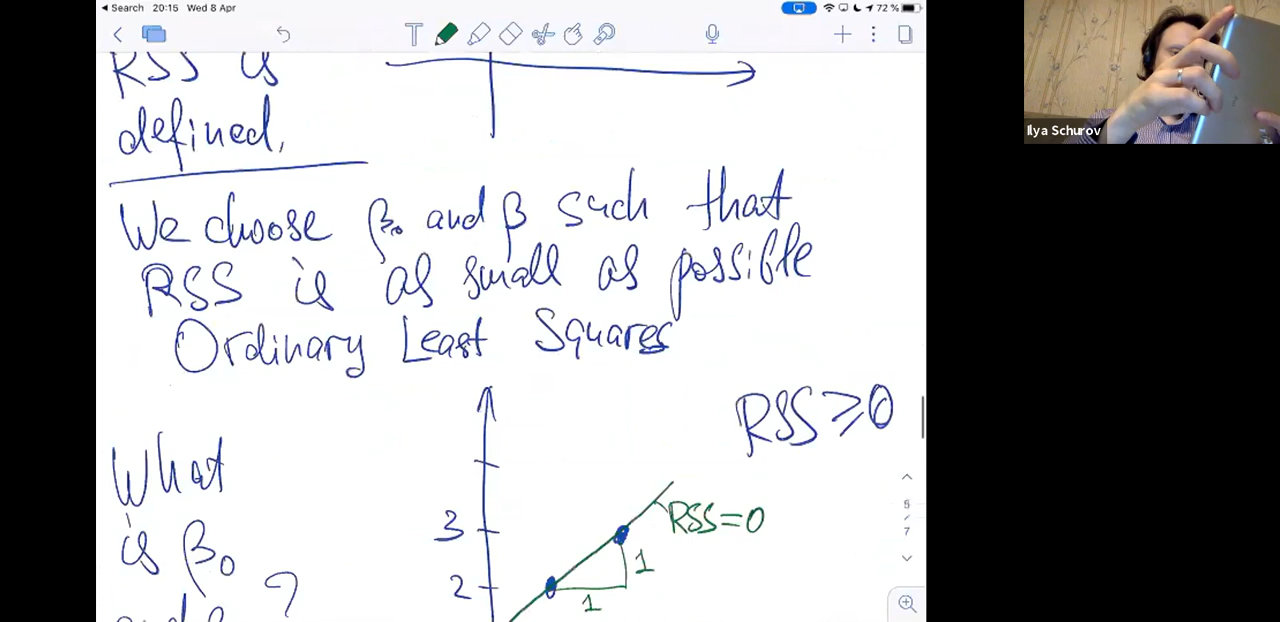 Search 20:15 Wed 8 Apr 72 %
T
Ilya Schurov
RSS is
defined.
We choose β₀ and β such that
RSS is as small as possible
Ordinary Least Squares
RSS ⩾ 0
What
is β₀
?
3
RSS = 0
1
2
1
5
/
7